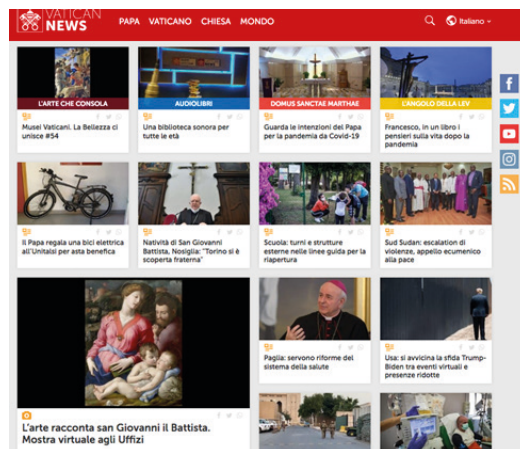 VATICAN
NEWS
PAPA VATICANO CHIESA MONDO
Italiano
L'ARTE CHE CONSOLA
Musei Vaticani. La Bellezza ci
unisce #54
AUDIOLIBRI
Una biblioteca sonora per
tutte le età
DOMUS SANCTAE MARTHAE
Guarda le intenzioni del Papa
per la pandemia da Covid-19
L'ANGOLO DELLA LEV
Francesco, in un libro i
pensieri sulla vita dopo la
pandemia
Il Papa regala una bici elettrica
all'Unitalsi per asta benefica
Natività di San Giovanni
Battista, Nosiglia: "Torino si è
scoperta fraterna"
Scuola: turni e strutture
esterne nelle linee guida per la
riapertura
Sud Sudan: escalation di
violenze, appello ecumenico
alla pace
L'arte racconta san Giovanni il Battista.
Mostra virtuale agli Uffizi
Paglia: servono riforme del
sistema della salute
Usa: si avvicina la sfida Trump-
Biden tra eventi virtuali e
presenze ridotte